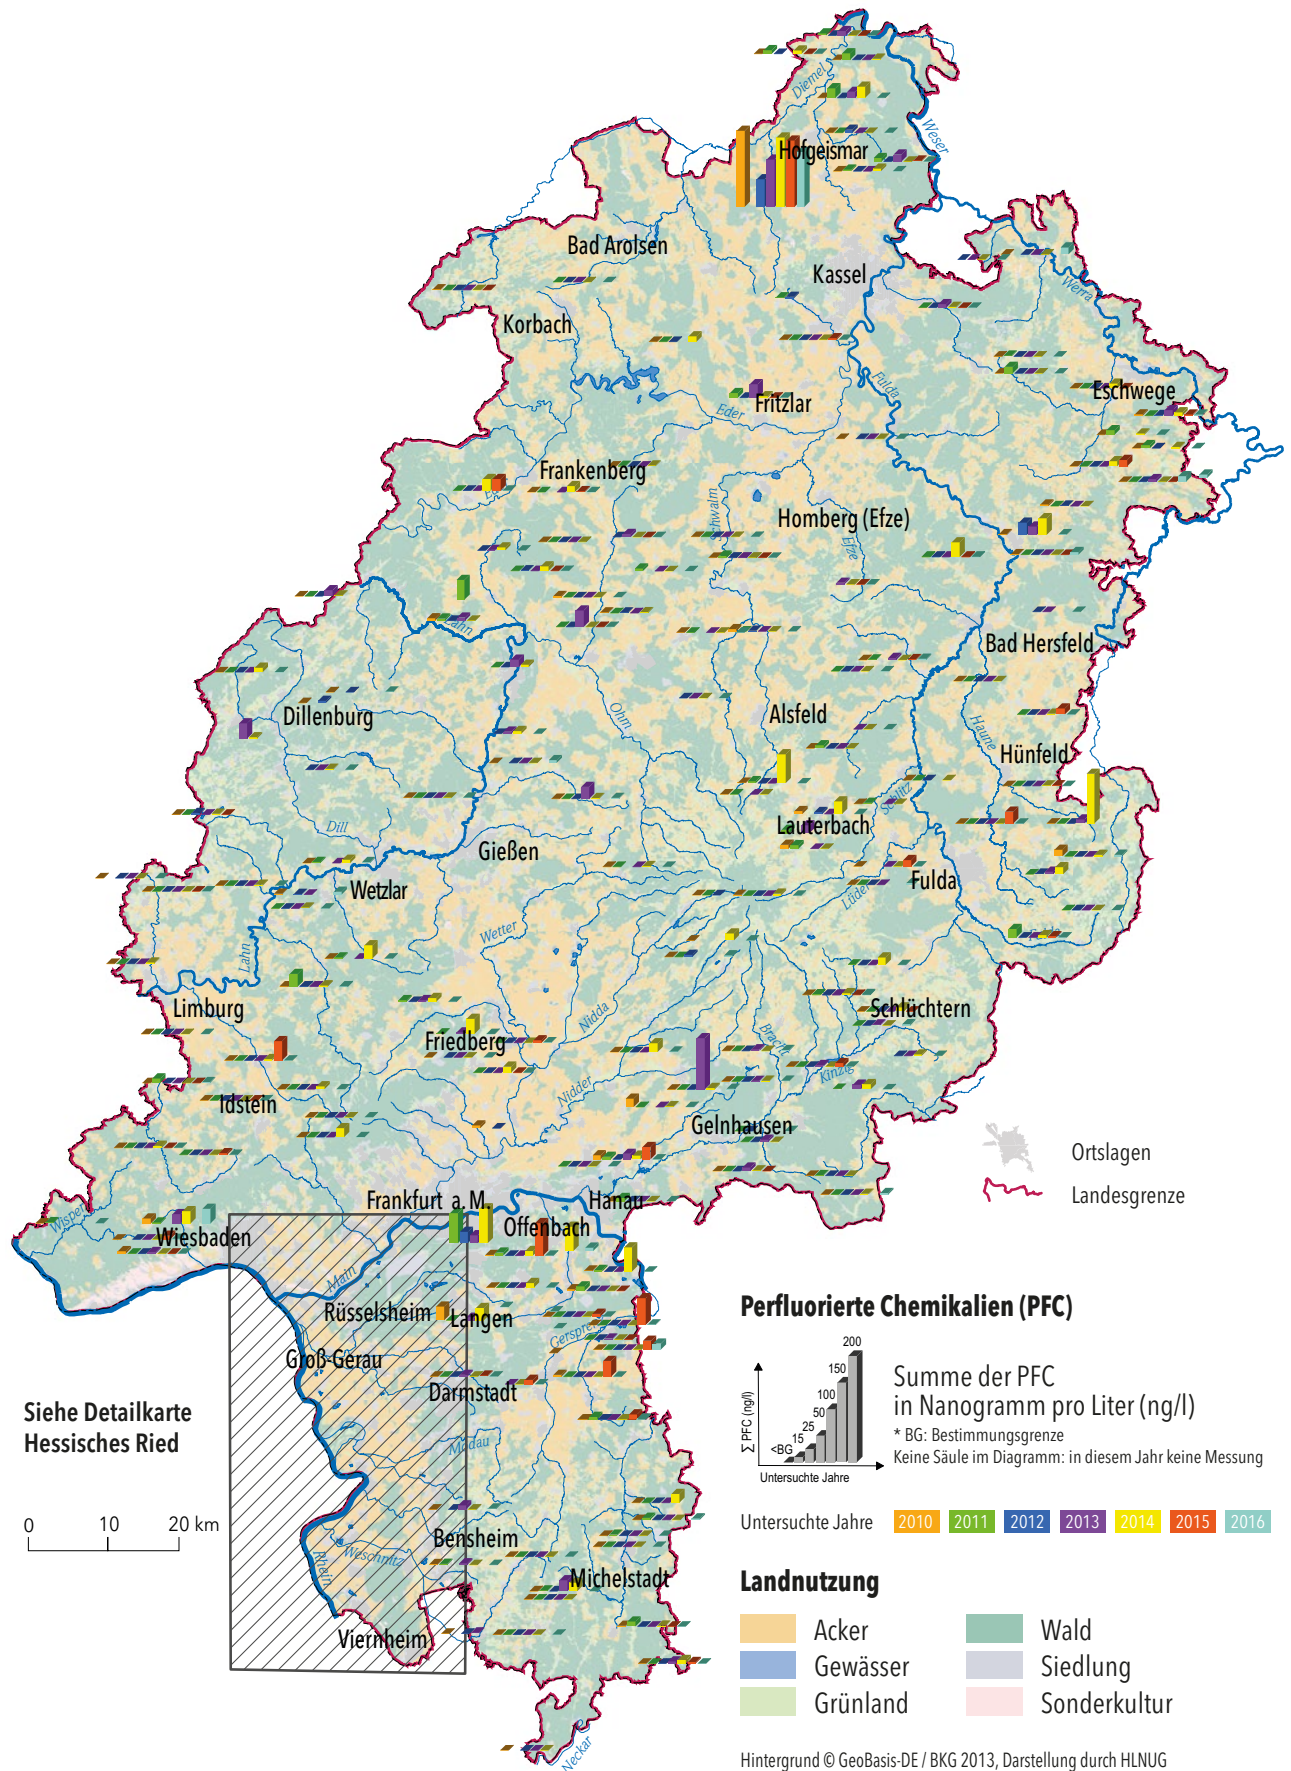 Diemel
Weser
Hofgeismar
Bad Arolsen
Kassel
Werra
Korbach
Fulda
Eschwege
Fritzlar
Eder
Frankenberg
Schwalm
Homberg (Efze)
Efze
Lahn
Bad Hersfeld
Ohm
Dillenburg
Alsfeld
Haune
Hünfeld
Schlitz
Lauterbach
Dill
Gießen
Wetzlar
Fulda
Lüder
Wetter
Fulda
Lahn
Limburg
Nidda
Schlüchtern
Friedberg
Bracht
Kinzig
Nidder
Idstein
Gelnhausen
Ortslagen
Landesgrenze
Wisper
Frankfurt a.M.
Hanau
Offenbach
Wiesbaden
Main
Rüsselsheim
Langen
Gersprenz
Groß-Gerau
Darmstadt
Siehe Detailkarte
Hessisches Ried
Modau
0 10 20 km
Bensheim
Rhein
Weschnitz
Michelstadt
Viernheim
Neckar
Perfluorierte Chemikalien (PFC)
∑ PFC (ng/l)
<BG
15
25
50
100
150
200
Untersuchte Jahre
Summe der PFC
in Nanogramm pro Liter (ng/l)
* BG: Bestimmungsgrenze
Keine Säule im Diagramm: in diesem Jahr keine Messung
Untersuchte Jahre 2010 2011 2012 2013 2014 2015 2016
Landnutzung
Acker
Wald
Gewässer
Siedlung
Grünland
Sonderkultur
Hintergrund © GeoBasis-DE / BKG 2013, Darstellung durch HLNUG